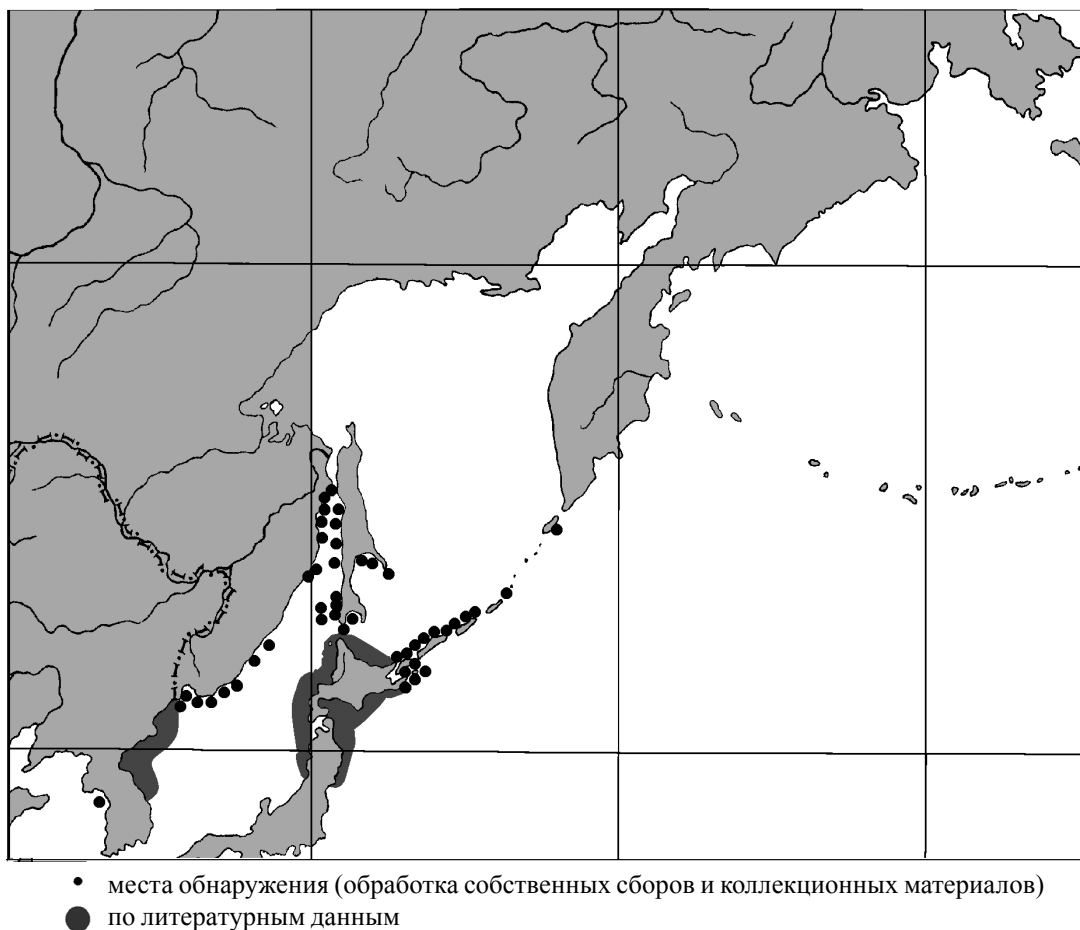 места обнаружения (обработка собственных сборов и коллекционных материалов)
по литературным данным